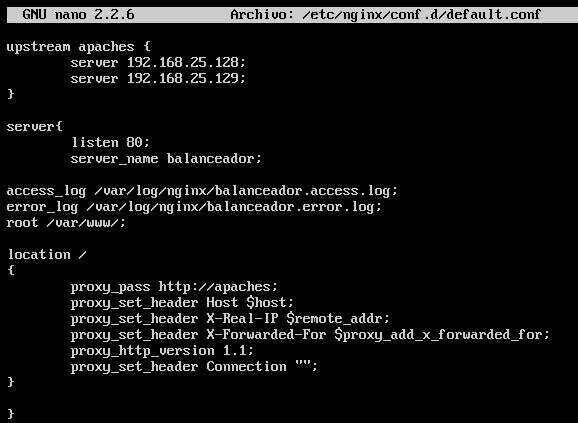 GNU nano 2.2.6 Archivo: /etc/nginx/conf.d/default.conf
upstream apaches {
server 192.168.25.128;
server 192.168.25.129;
}
server{
listen 80;
server_name balanceador;
access_log /var/log/nginx/balanceador.access.log;
error_log /var/log/nginx/balanceador.error.log;
root /var/www/;
location /
{
proxy_pass http://apaches;
proxy_set_header Host $host;
proxy_set_header X-Real-IP $remote_addr;
proxy_set_header X-Forwarded-For $proxy_add_x_forwarded_for;
proxy_http_version 1.1;
proxy_set_header Connection "";
}
}